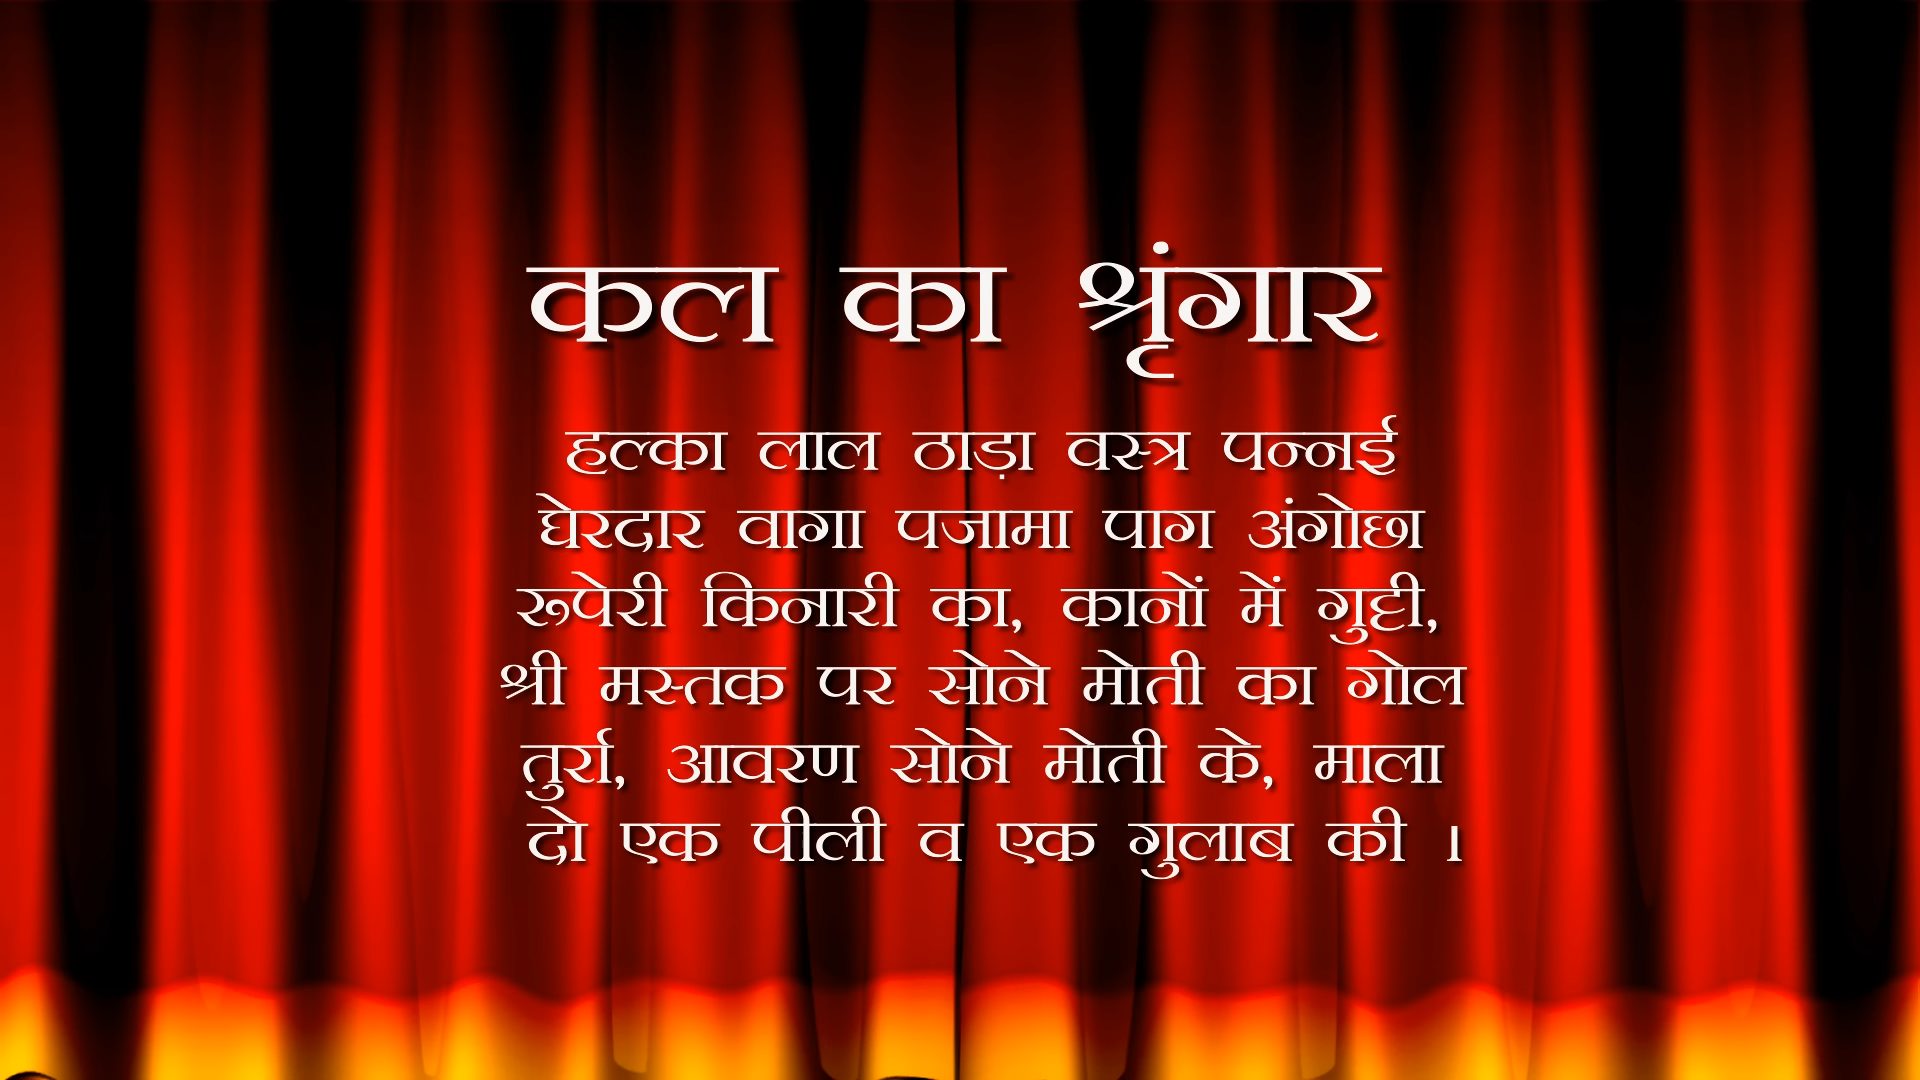 कल का श्रृंगार
हल्का लाल ठाड़ा वस्त्र पन्नई
घेरदार वागा पजामा पाग अंगोछा
रूपेरी किनारी का, कानों में गुट्टी,
श्री मस्तक पर सोने मोती का गोल
तुर्रा, आवरण सोने मोती के, माला
दो एक पीली व एक गुलाब की ।